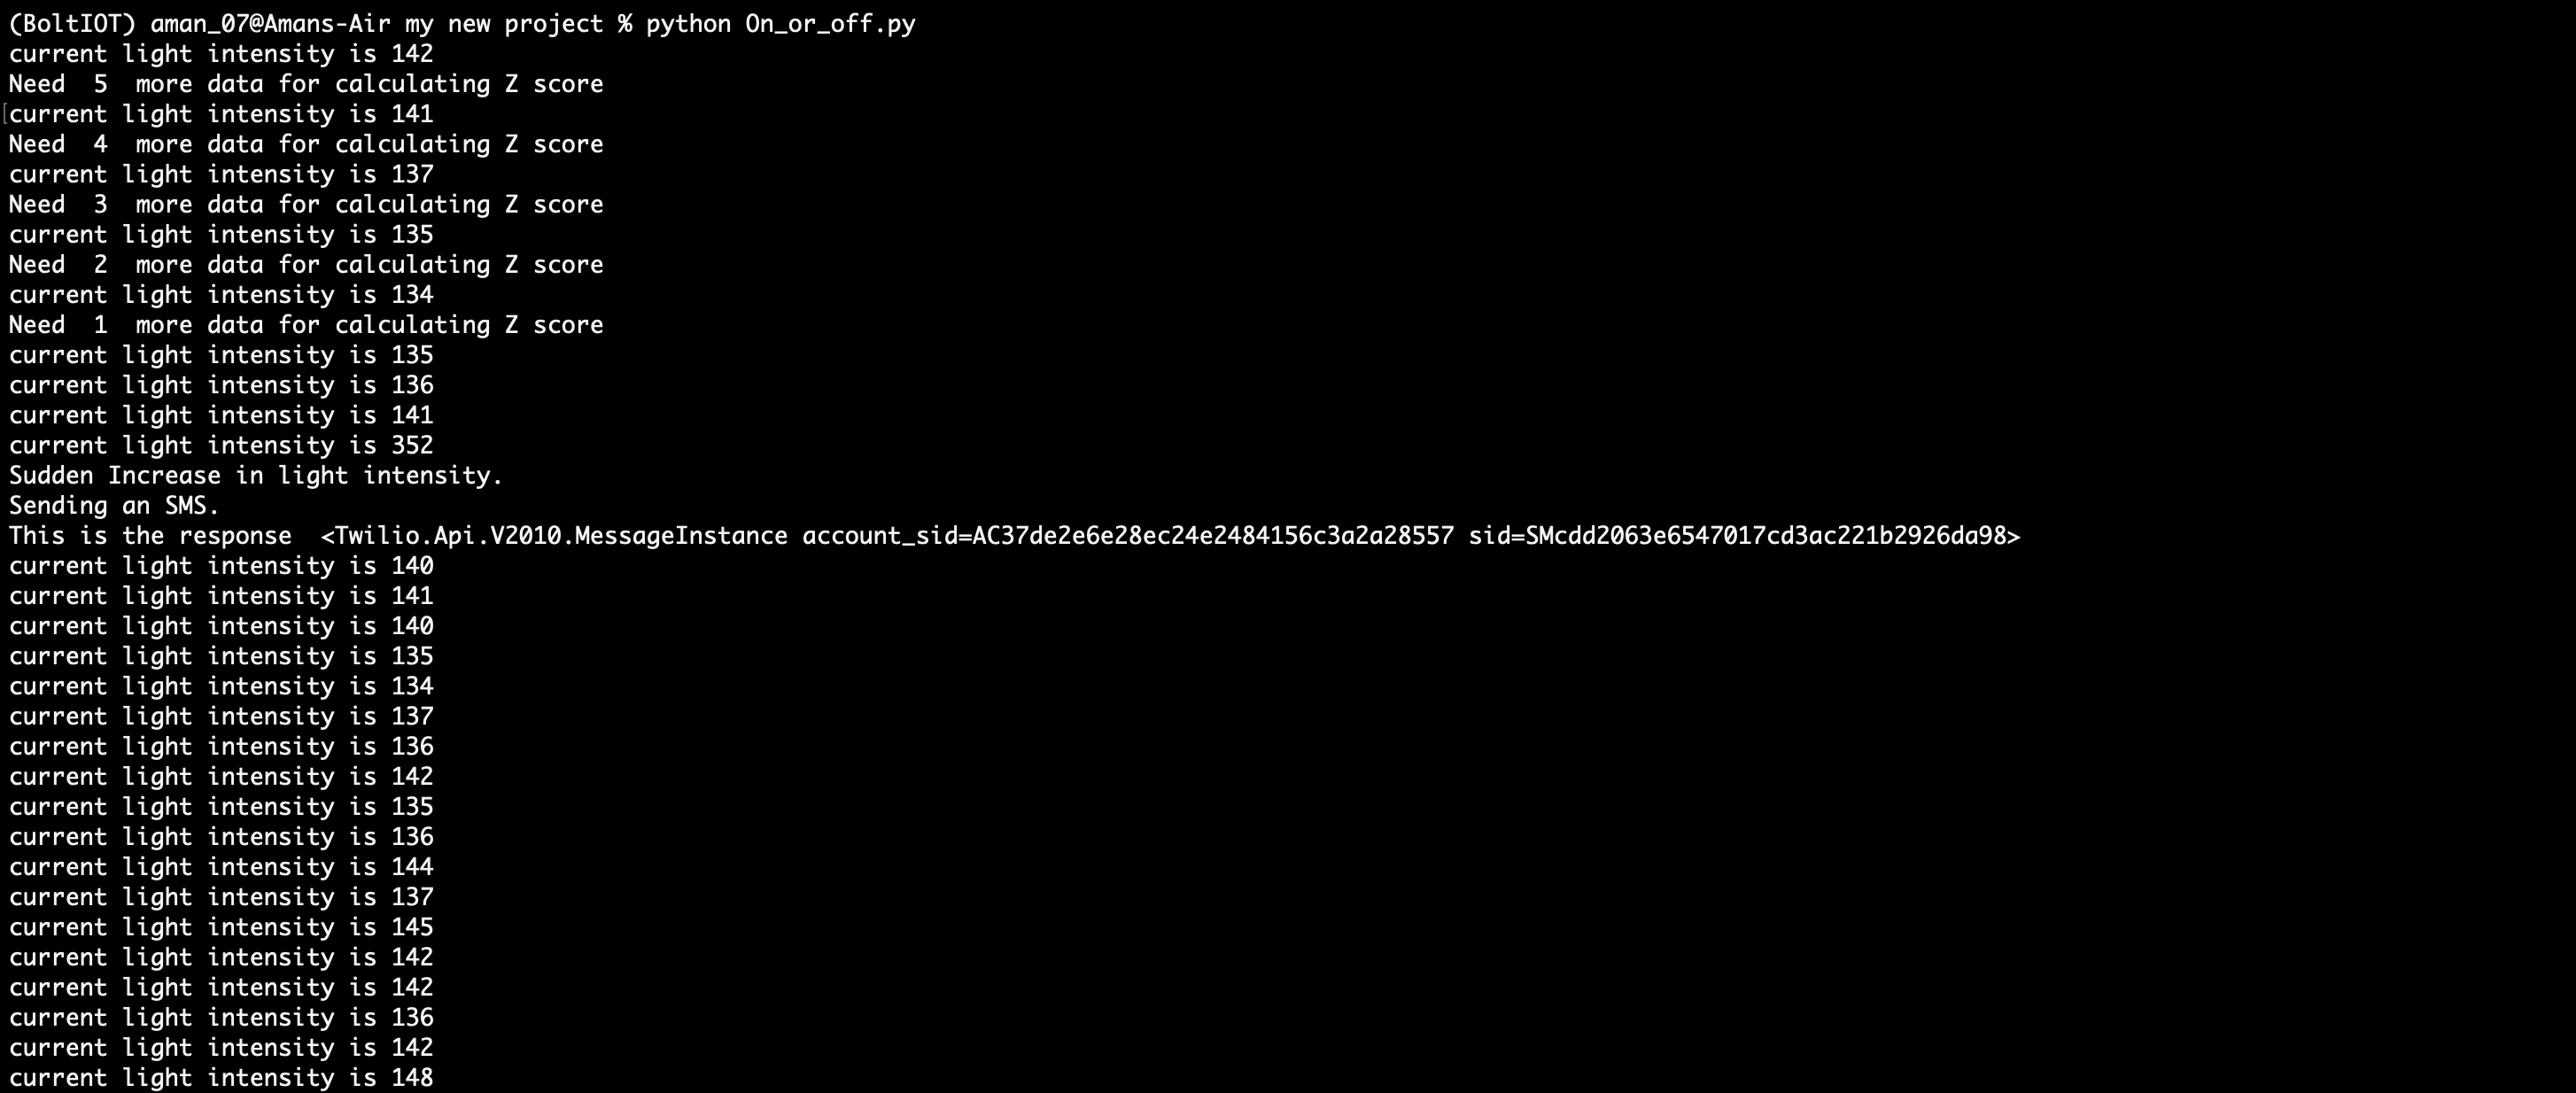 (BoltIOT) aman_07@Amans-Air my new project % python On_or_off.py
current light intensity is 142
Need  5  more data for calculating Z score
[current light intensity is 141
Need  4  more data for calculating Z score
current light intensity is 137
Need  3  more data for calculating Z score
current light intensity is 135
Need  2  more data for calculating Z score
current light intensity is 134
Need  1  more data for calculating Z score
current light intensity is 135
current light intensity is 136
current light intensity is 141
current light intensity is 352
Sudden Increase in light intensity.
Sending an SMS.
This is the response  <Twilio.Api.V2010.MessageInstance account_sid=AC37de2e6e28ec24e2484156c3a2a28557 sid=SMcdd2063e6547017cd3ac221b2926da98>
current light intensity is 140
current light intensity is 141
current light intensity is 140
current light intensity is 135
current light intensity is 134
current light intensity is 137
current light intensity is 136
current light intensity is 142
current light intensity is 135
current light intensity is 136
current light intensity is 144
current light intensity is 137
current light intensity is 145
current light intensity is 142
current light intensity is 142
current light intensity is 136
current light intensity is 142
current light intensity is 148